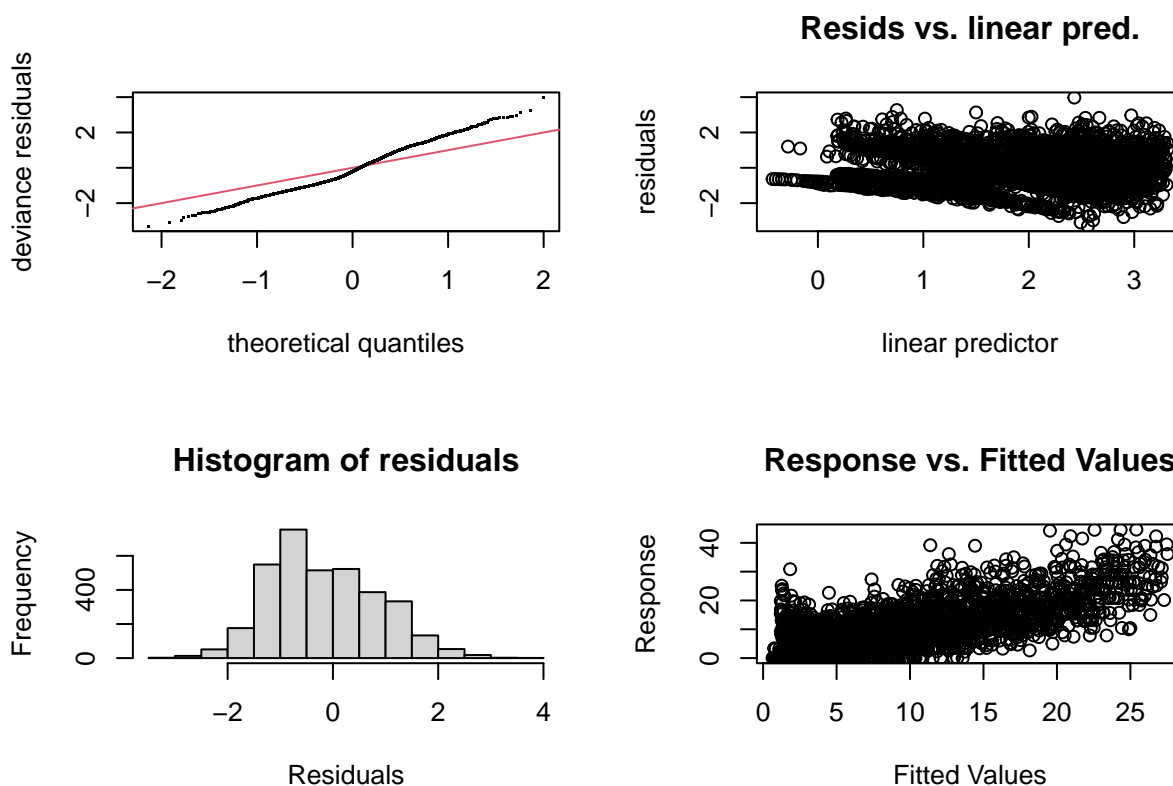 deviance residuals
2
−2
−2
−1
0
1
2
theoretical quantiles
Resids vs. linear pred.
residuals
2
−2
0
1
2
3
linear predictor
Histogram of residuals
Frequency
400
0
−2
0
2
4
Residuals
Response vs. Fitted Values
Response
40
20
0
0
5
10
15
20
25
Fitted Values